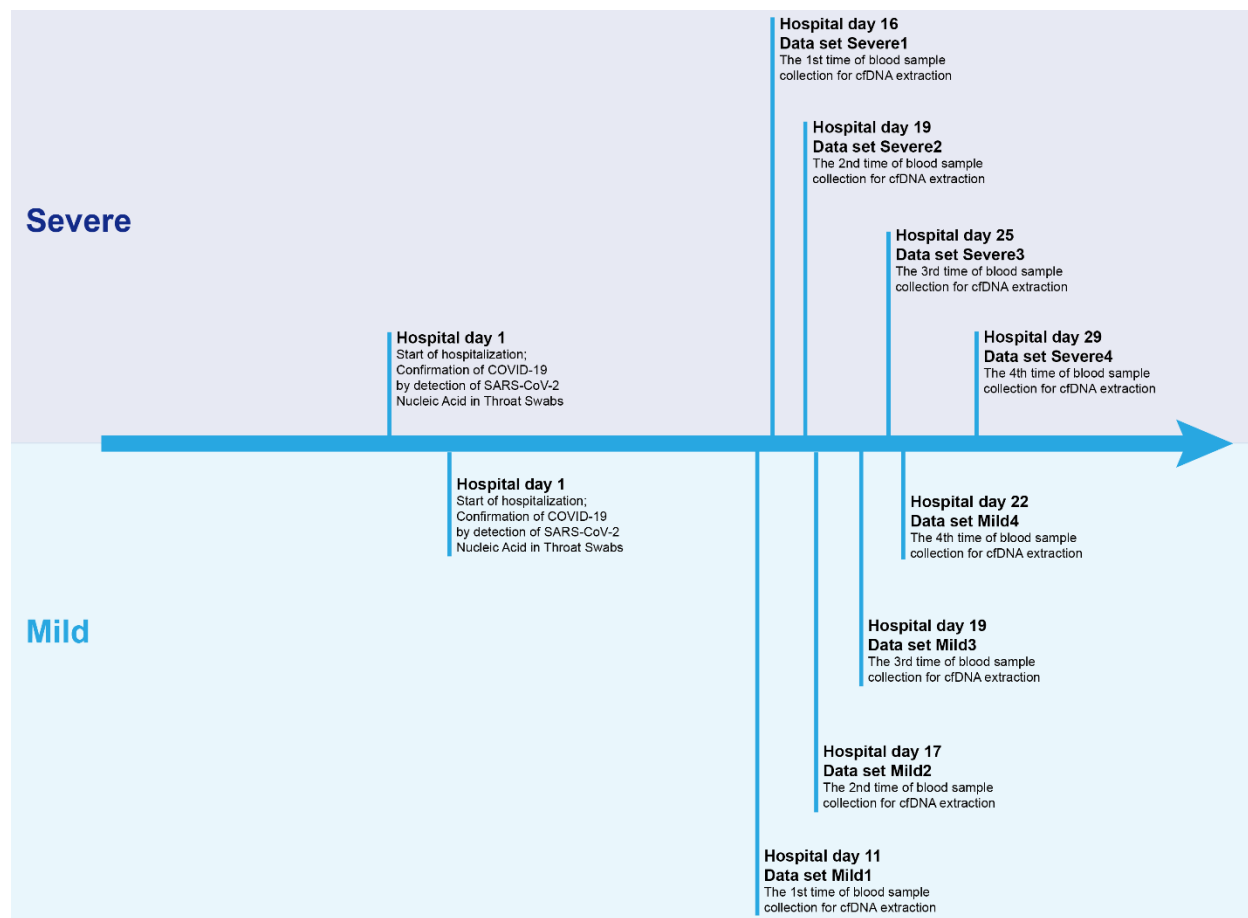 Hospital day 16
Data set Severe1
The 1st time of blood sample
collection for cfDNA extraction
Hospital day 19
Data set Severe2
The 2nd time of blood sample
collection for cfDNA extraction
Severe
Hospital day 25
Data set Severe3
The 3rd time of blood sample
collection for cfDNA extraction
Hospital day 1
Start of hospitalization;
Confirmation of COVID-19
by detection of SARS-CoV-2
Nucleic Acid in Throat Swabs
Hospital day 29
Data set Severe4
The 4th time of blood sample
collection for cfDNA extraction
Hospital day 1
Start of hospitalization;
Confirmation of COVID-19
by detection of SARS-CoV-2
Nucleic Acid in Throat Swabs
Hospital day 22
Data set Mild4
The 4th time of blood sample
collection for cfDNA extraction
Mild
Hospital day 19
Data set Mild3
The 3rd time of blood sample
collection for cfDNA extraction
Hospital day 17
Data set Mild2
The 2nd time of blood sample
collection for cfDNA extraction
Hospital day 11
Data set Mild1
The 1st time of blood sample
collection for cfDNA extraction